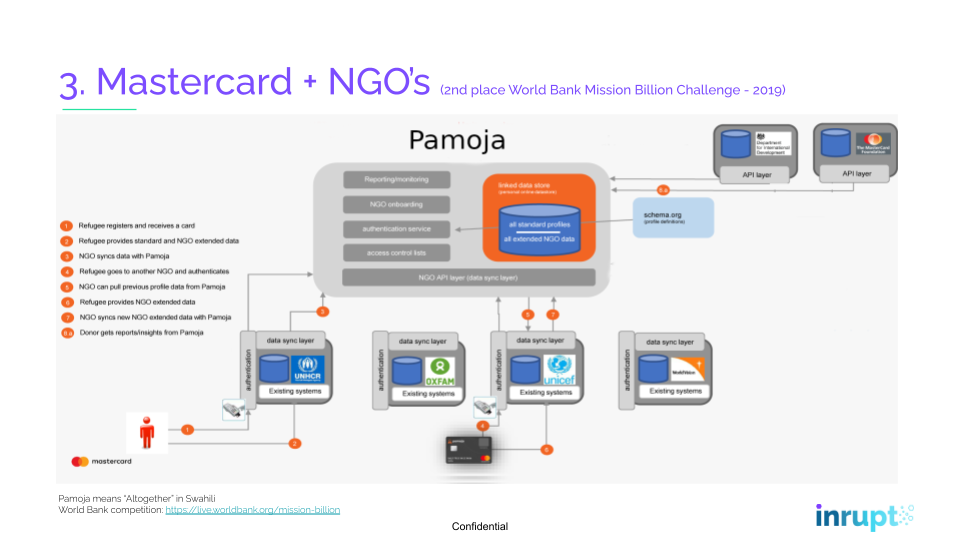 3. Mastercard + NGO's (2nd place World Bank Mission Billion Challenge - 2019)
Pamoja
Reporting/monitoring
NGO onboarding
authentication service
access control lists
linked data store
(personal online datastore)
all standard profiles
all extended NGO data
NGO API layer (data sync layer)
Department
for International
Development
API layer
The MasterCard
Foundation
API layer
8.a
schema.org
(profile definitions)
1 Refugee registers and receives a card
2 Refugee provides standard and NGO extended data
3 NGO syncs data with Pamoja
4 Refugee goes to another NGO and authenticates
5 NGO can pull previous profile data from Pamoja
6 Refugee provides NGO extended data
7 NGO syncs new NGO extended data with Pamoja
8.a Donor gets reports/insights from Pamoja
3
5
7
authentication
data sync layer
UNHCR
Existing systems
authentication
data sync layer
OXFAM
Existing systems
authentication
data sync layer
unicef
Existing systems
authentication
data sync layer
World Vision
Existing systems
1
2
4
6
mastercard
Pamoja means "Altogether" in Swahili
World Bank competition: https://live.worldbank.org/mission-billion
Confidential
inrupt